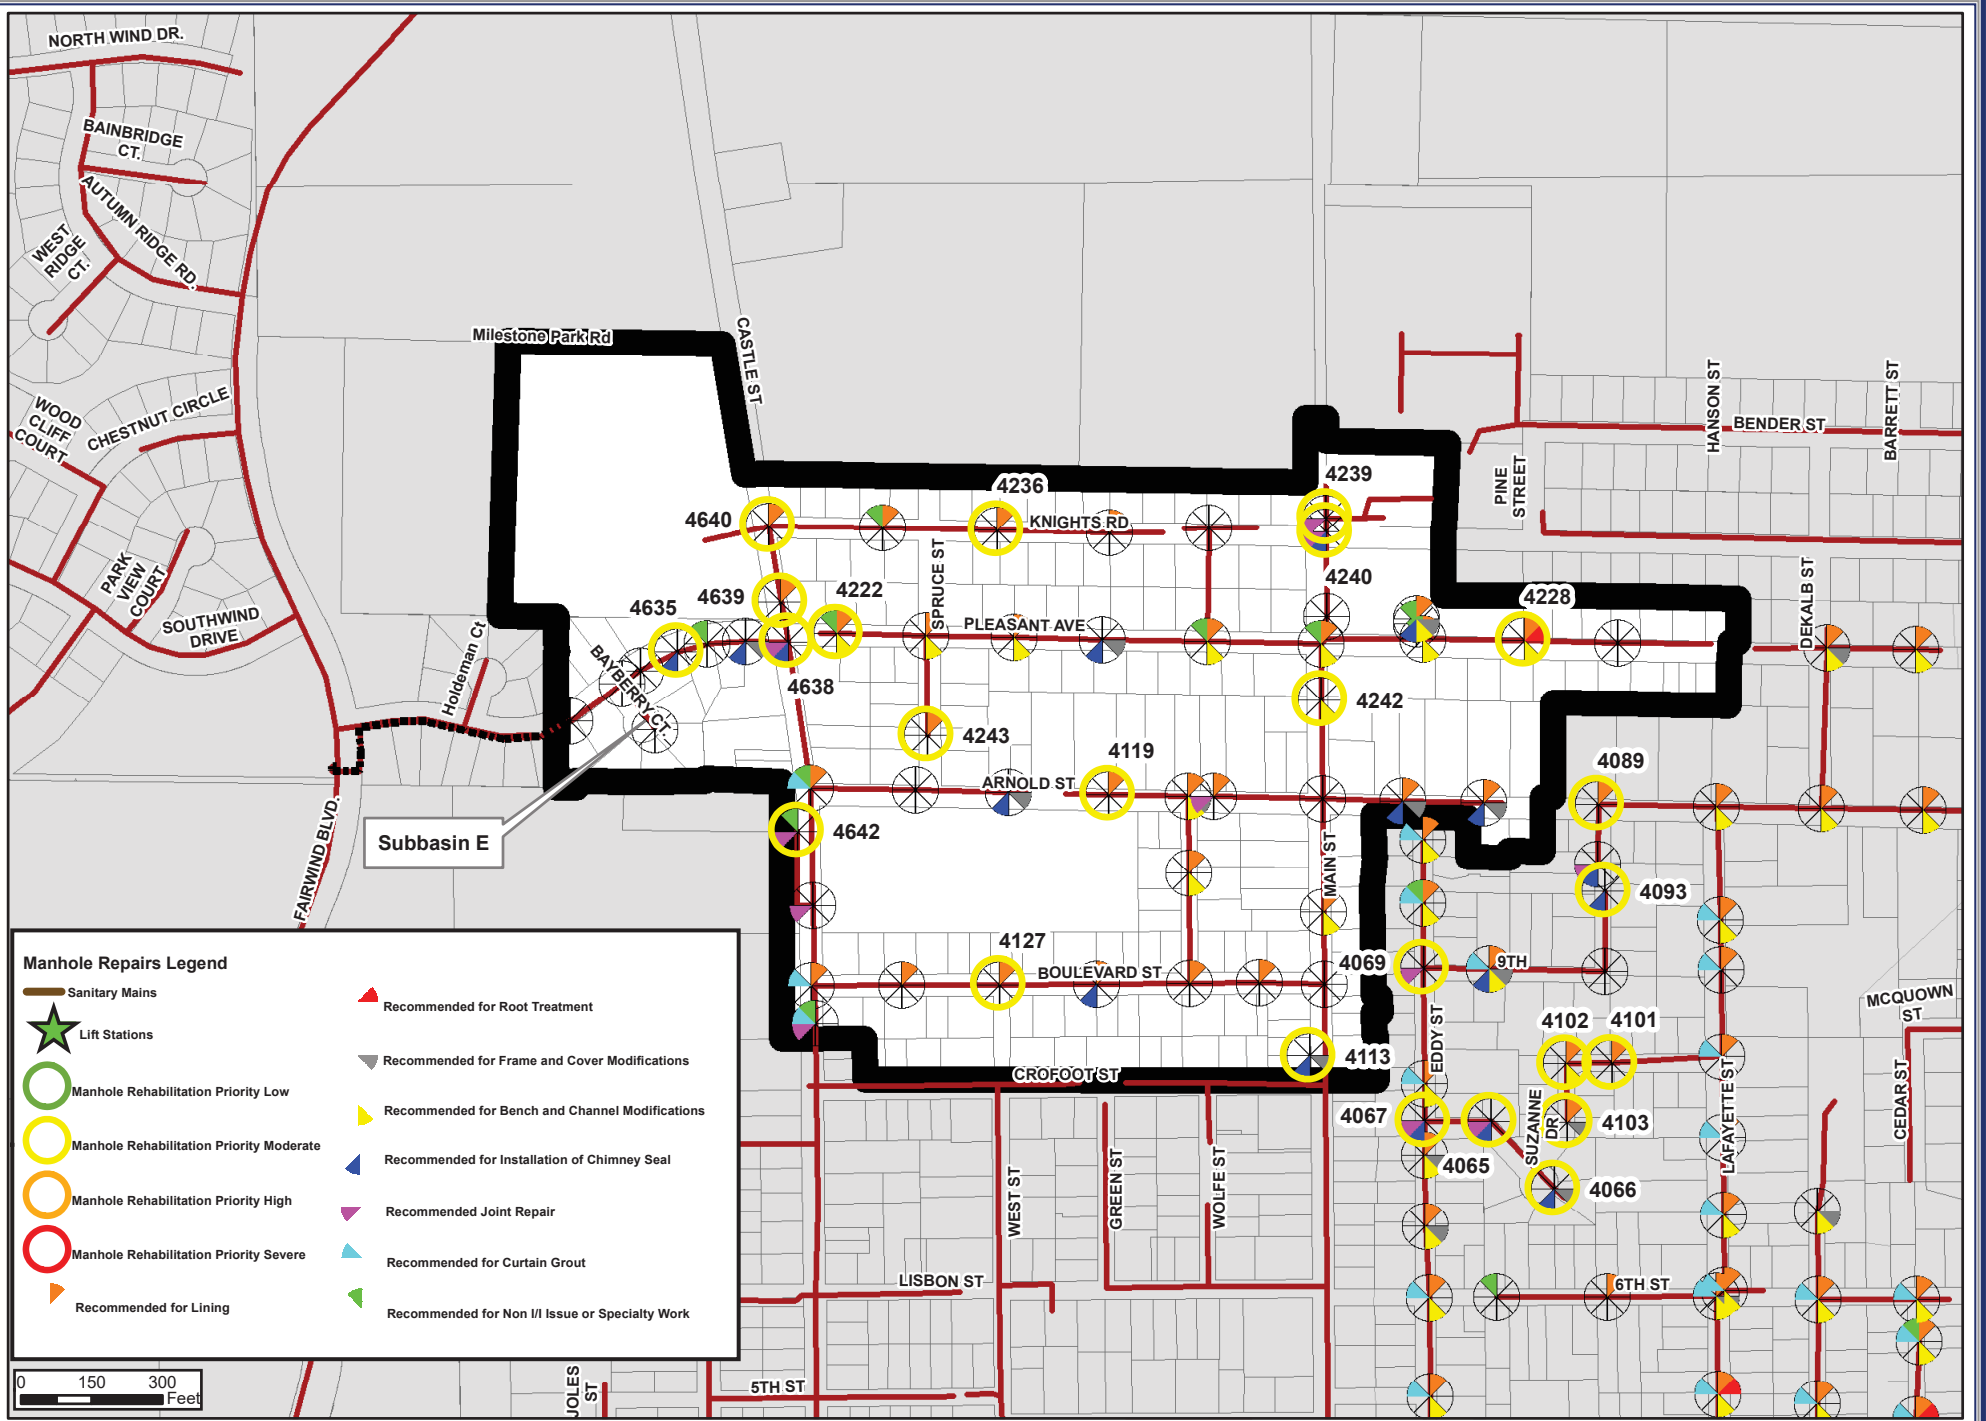 NORTH WIND DR.
BAINBRIDGE
CT.
AUTUMN RIDGE RD.
WEST
RIDGE
CT.
Milestone Park Rd
CASTLE ST
WOOD
CLIFF
COURT
CHESTNUT CIRCLE
PARK
VIEW
COURT
SOUTHWIND
DRIVE
Holdeman Ct
BAYBERRY CT.
FAIRWIND BLVD.
Subbasin E
4236
4239
4640
KNIGHTS RD
SPRUCE ST
4240
4639
4222
4635
PLEASANT AVE
4228
4638
4242
4243
4119
ARNOLD ST
4642
MAIN ST
4089
4093
4127
BOULEVARD ST
4069
9TH
4113
CROFOOT ST
EDDY ST
4102
4101
4067
SUZANNE
DR
4103
4065
4066
LAFAYETTE ST
MCQUOWN
ST
CEDAR ST
PINE
STREET
HANSON ST
BENDER ST
BARRETT ST
DEKALB ST
WEST ST
GREEN ST
WOLFE ST
LISBON ST
6TH ST
5TH ST
JOLES
ST
Manhole Repairs Legend
Sanitary Mains
Lift Stations
Manhole Rehabilitation Priority Low
Manhole Rehabilitation Priority Moderate
Manhole Rehabilitation Priority High
Manhole Rehabilitation Priority Severe
Recommended for Lining
Recommended for Root Treatment
Recommended for Frame and Cover Modifications
Recommended for Bench and Channel Modifications
Recommended for Installation of Chimney Seal
Recommended Joint Repair
Recommended for Curtain Grout
Recommended for Non I/I Issue or Specialty Work
0 150 300
Feet